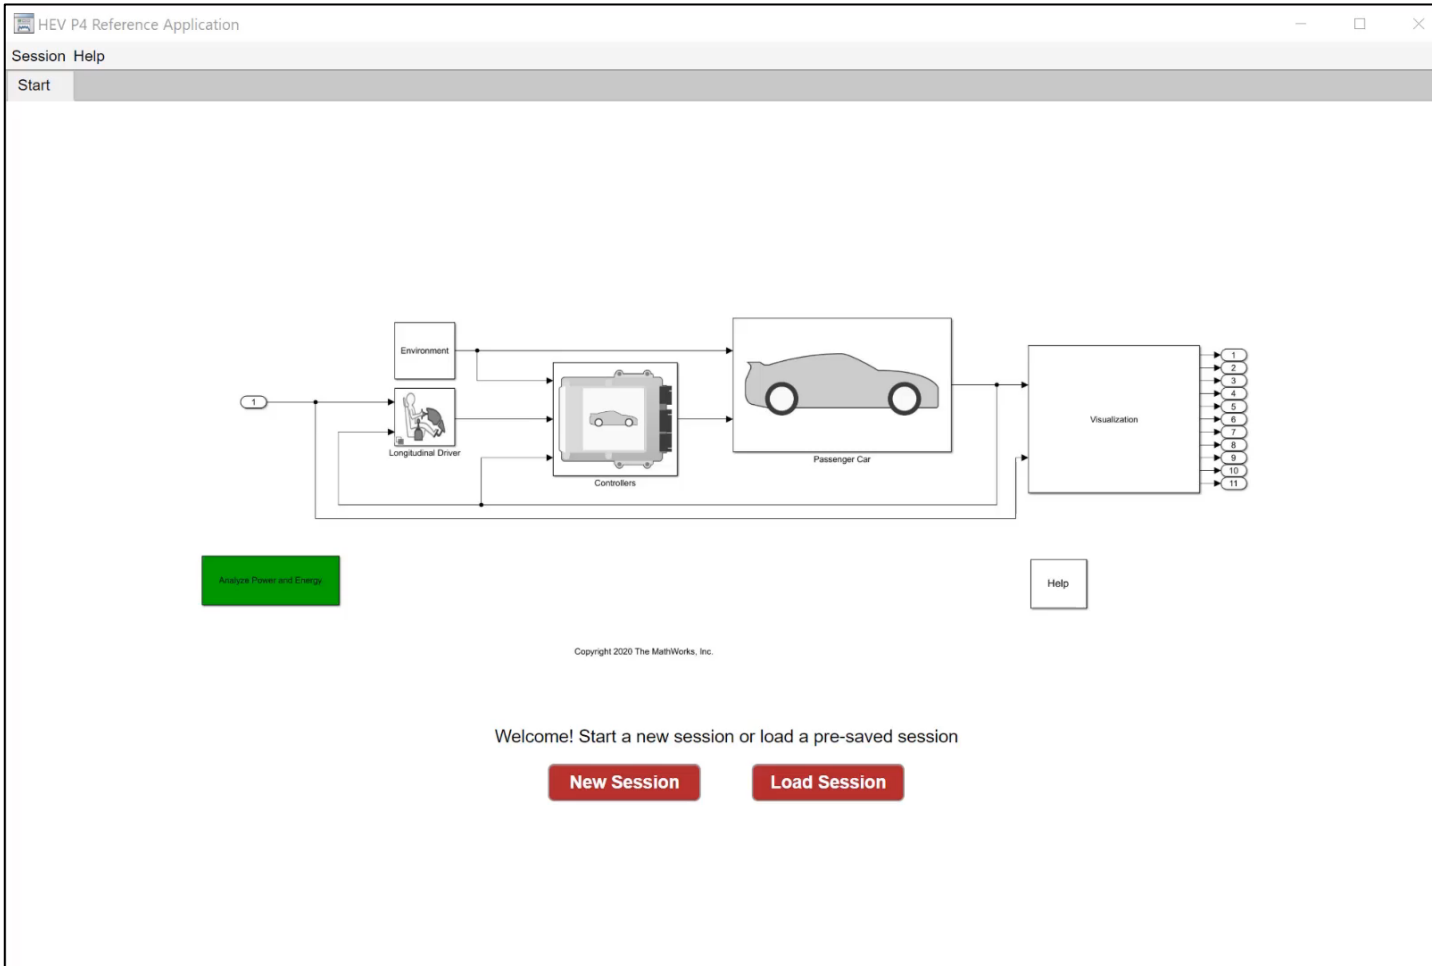 HEV P4 Reference Application
Session Help
Start
Environment
1
Longitudinal Driver
Controllers
Passenger Car
Visualization
1
2
3
4
5
6
7
8
9
10
11
Analyze Power and Energy
Help
Copyright 2020 The MathWorks, Inc.
Welcome! Start a new session or load a pre-saved session
New Session
Load Session